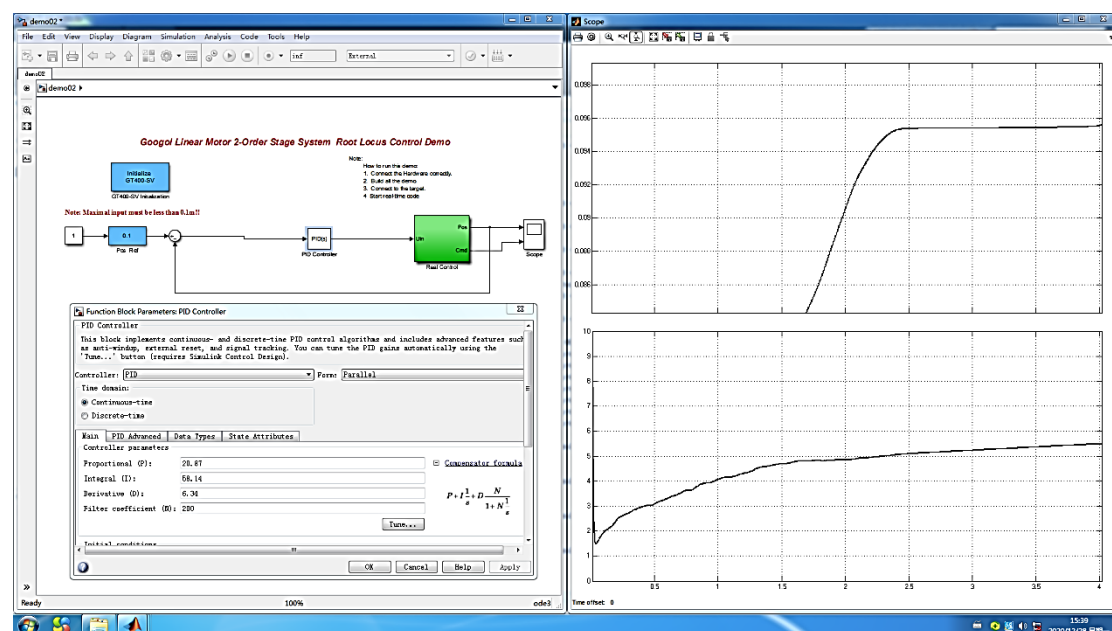 demo02 *
File Edit View Display Diagram Simulation Analysis Code Tools Help
inf
External
demo02
demo02
Googol Linear Motor 2-Order Stage System Root Locus Control Demo
Note:
How to run the demo:
1. Connect the Hardware correctly.
2. Build all the demo.
3. Connect to the target.
4 Start real-time code
Initialize
GT400-SV
GT400-SV Initialization
Note: Maximal input must be less than 0.1m!!
1
0.1
Pos Ref
PID(s)
PID Controller
Uin
Pos
Cmd
Real Control
Scope
Function Block Parameters: PID Controller
PID Controller
This block implements continuous- and discrete-time PID control algorithms and includes advanced features such
as anti-windup, external reset, and signal tracking. You can tune the PID gains automatically using the
'Tune...' button (requires Simulink Control Design).
Controller: PID
Form: Parallel
Time domain:
Continuous-time
Discrete-time
Main PID Advanced Data Types State Attributes
Controller parameters
Proportional (P):
Integral (I): 58.14
Derivative (D): 6.34
Filter coefficient (N): 200
Compensator formula
P+I 1/s +D N/(1+N 1/s)
Tune...
Initial conditions
OK Cancel Help Apply
Ready
100%
ode3
Scope
0.098
0.096
0.094
0.092
0.09
0.088
0.086
10
9
8
7
6
5
4
3
2
1
0
0.5 1 1.5 2 2.5 3 3.5 4
Time offset: 0
15:39